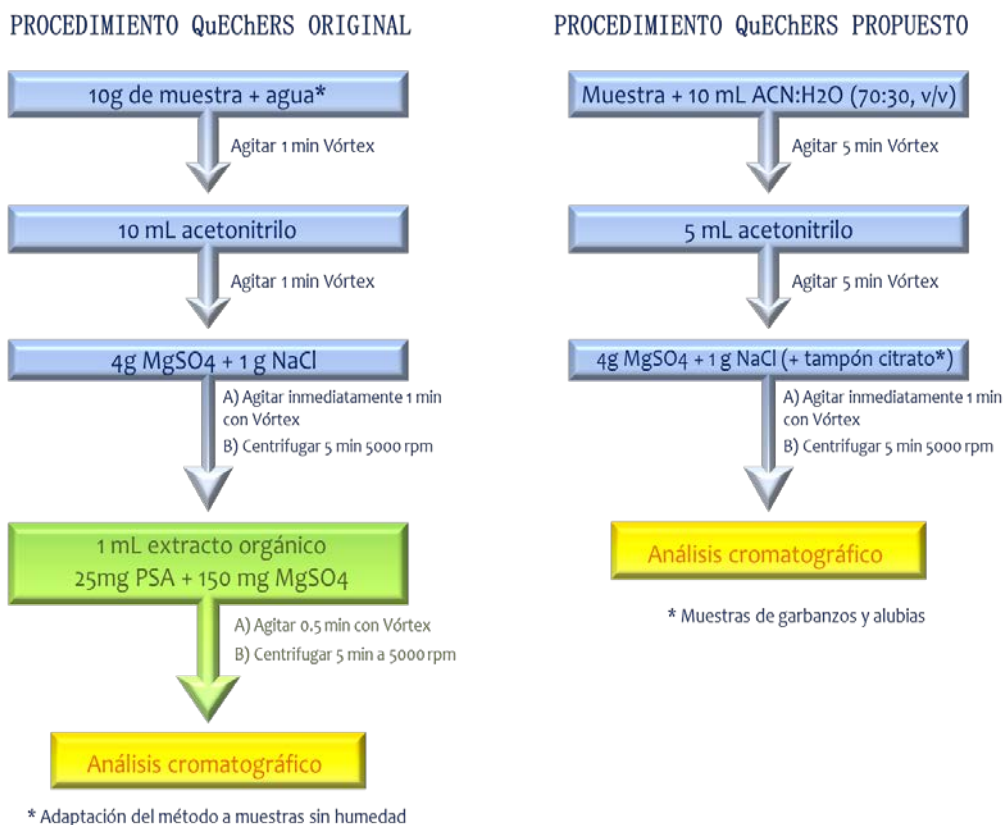 PROCEDIMIENTO QuEChERS ORIGINAL
10g de muestra + agua*
Agitar 1 min Vórtex
10 mL acetonitrilo
Agitar 1 min Vórtex
4g MgSO4 + 1 g NaCl
A) Agitar inmediatamente 1 min
con Vórtex
B) Centrifugar 5 min 5000 rpm
1 mL extracto orgánico
25mg PSA + 150 mg MgSO4
A) Agitar 0.5 min con Vórtex
B) Centrifugar 5 min a 5000 rpm
Análisis cromatográfico
* Adaptación del método a muestras sin humedad
PROCEDIMIENTO QuEChERS PROPUESTO
Muestra + 10 mL ACN:H2O (70:30, v/v)
Agitar 5 min Vórtex
5 mL acetonitrilo
Agitar 5 min Vórtex
4g MgSO4 + 1 g NaCl (+ tampón citrato*)
A) Agitar inmediatamente 1 min
con Vórtex
B) Centrifugar 5 min 5000 rpm
Análisis cromatográfico
* Muestras de garbanzos y alubias